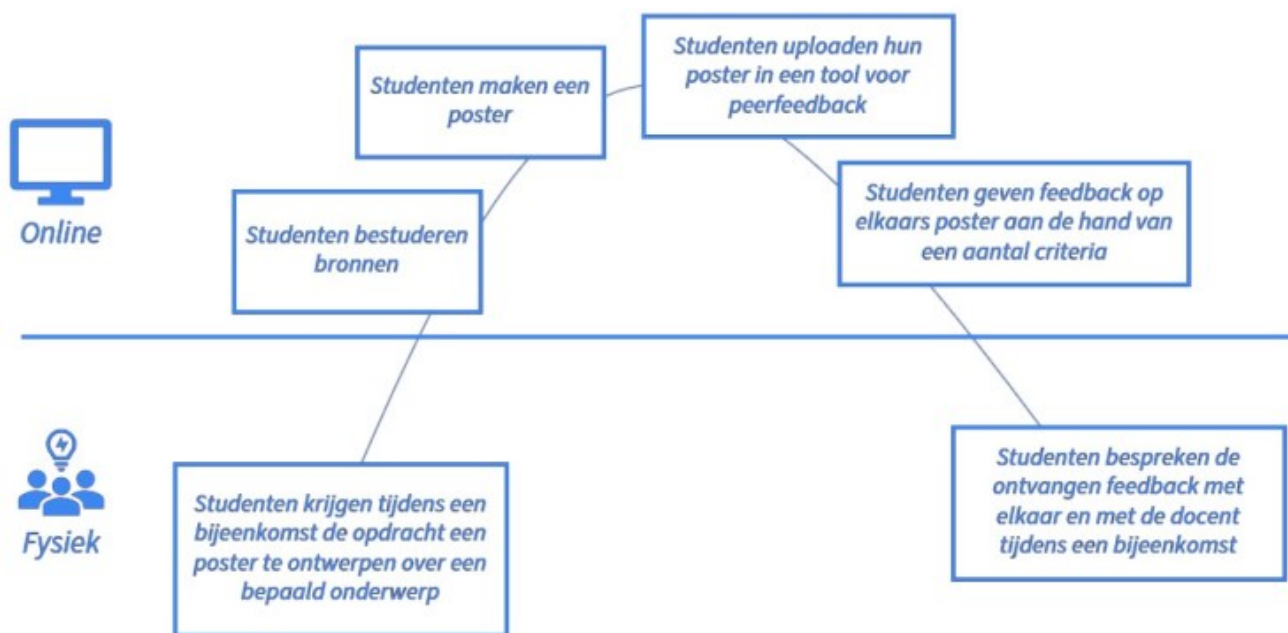 Online
Studenten bestuderen
bronnen
Studenten maken een
poster
Studenten uploaden hun
poster in een tool voor
peerfeedback
Studenten geven feedback op
elkaars poster aan de hand van
een aantal criteria
Fysiek
Studenten krijgen tijdens een
bijeenkomst de opdracht een
poster te ontwerpen over een
bepaald onderwerp
Studenten bespreken de
ontvangen feedback met
elkaar en met de docent
tijdens een bijeenkomst